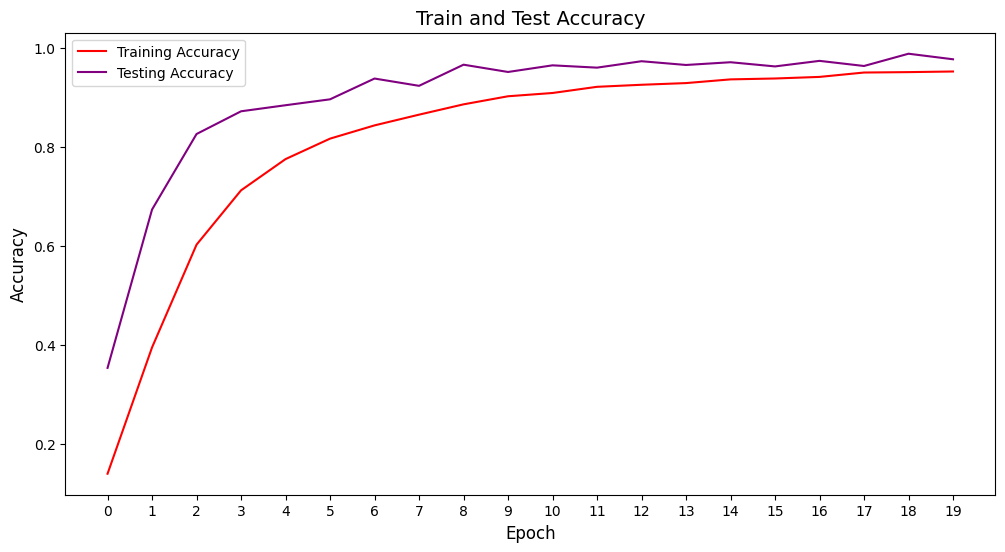 Train and Test Accuracy
Training Accuracy
Testing Accuracy
1.0
0.8
0.6
0.4
0.2
Accuracy
0 1 2 3 4 5 6 7 8 9 10 11 12 13 14 15 16 17 18 19
Epoch